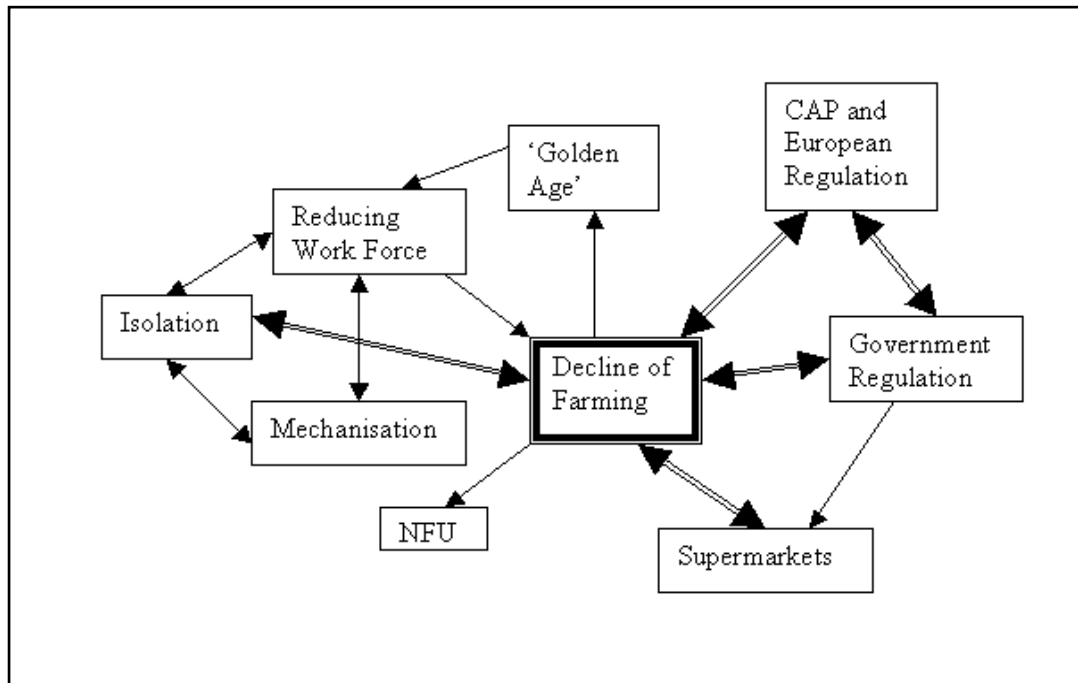 CAP and
European
Regulation
‘Golden
Age’
Reducing
Work Force
Isolation
Government
Regulation
Decline of
Farming
Mechanisation
NFU
Supermarkets